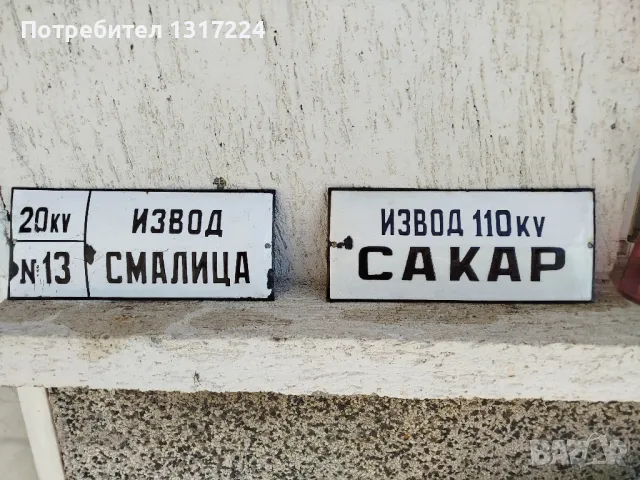 Потребител 1317224
20KV
№13
ИЗВОД
СМАЛИЦА
ИЗВОД 110KV
САКАР